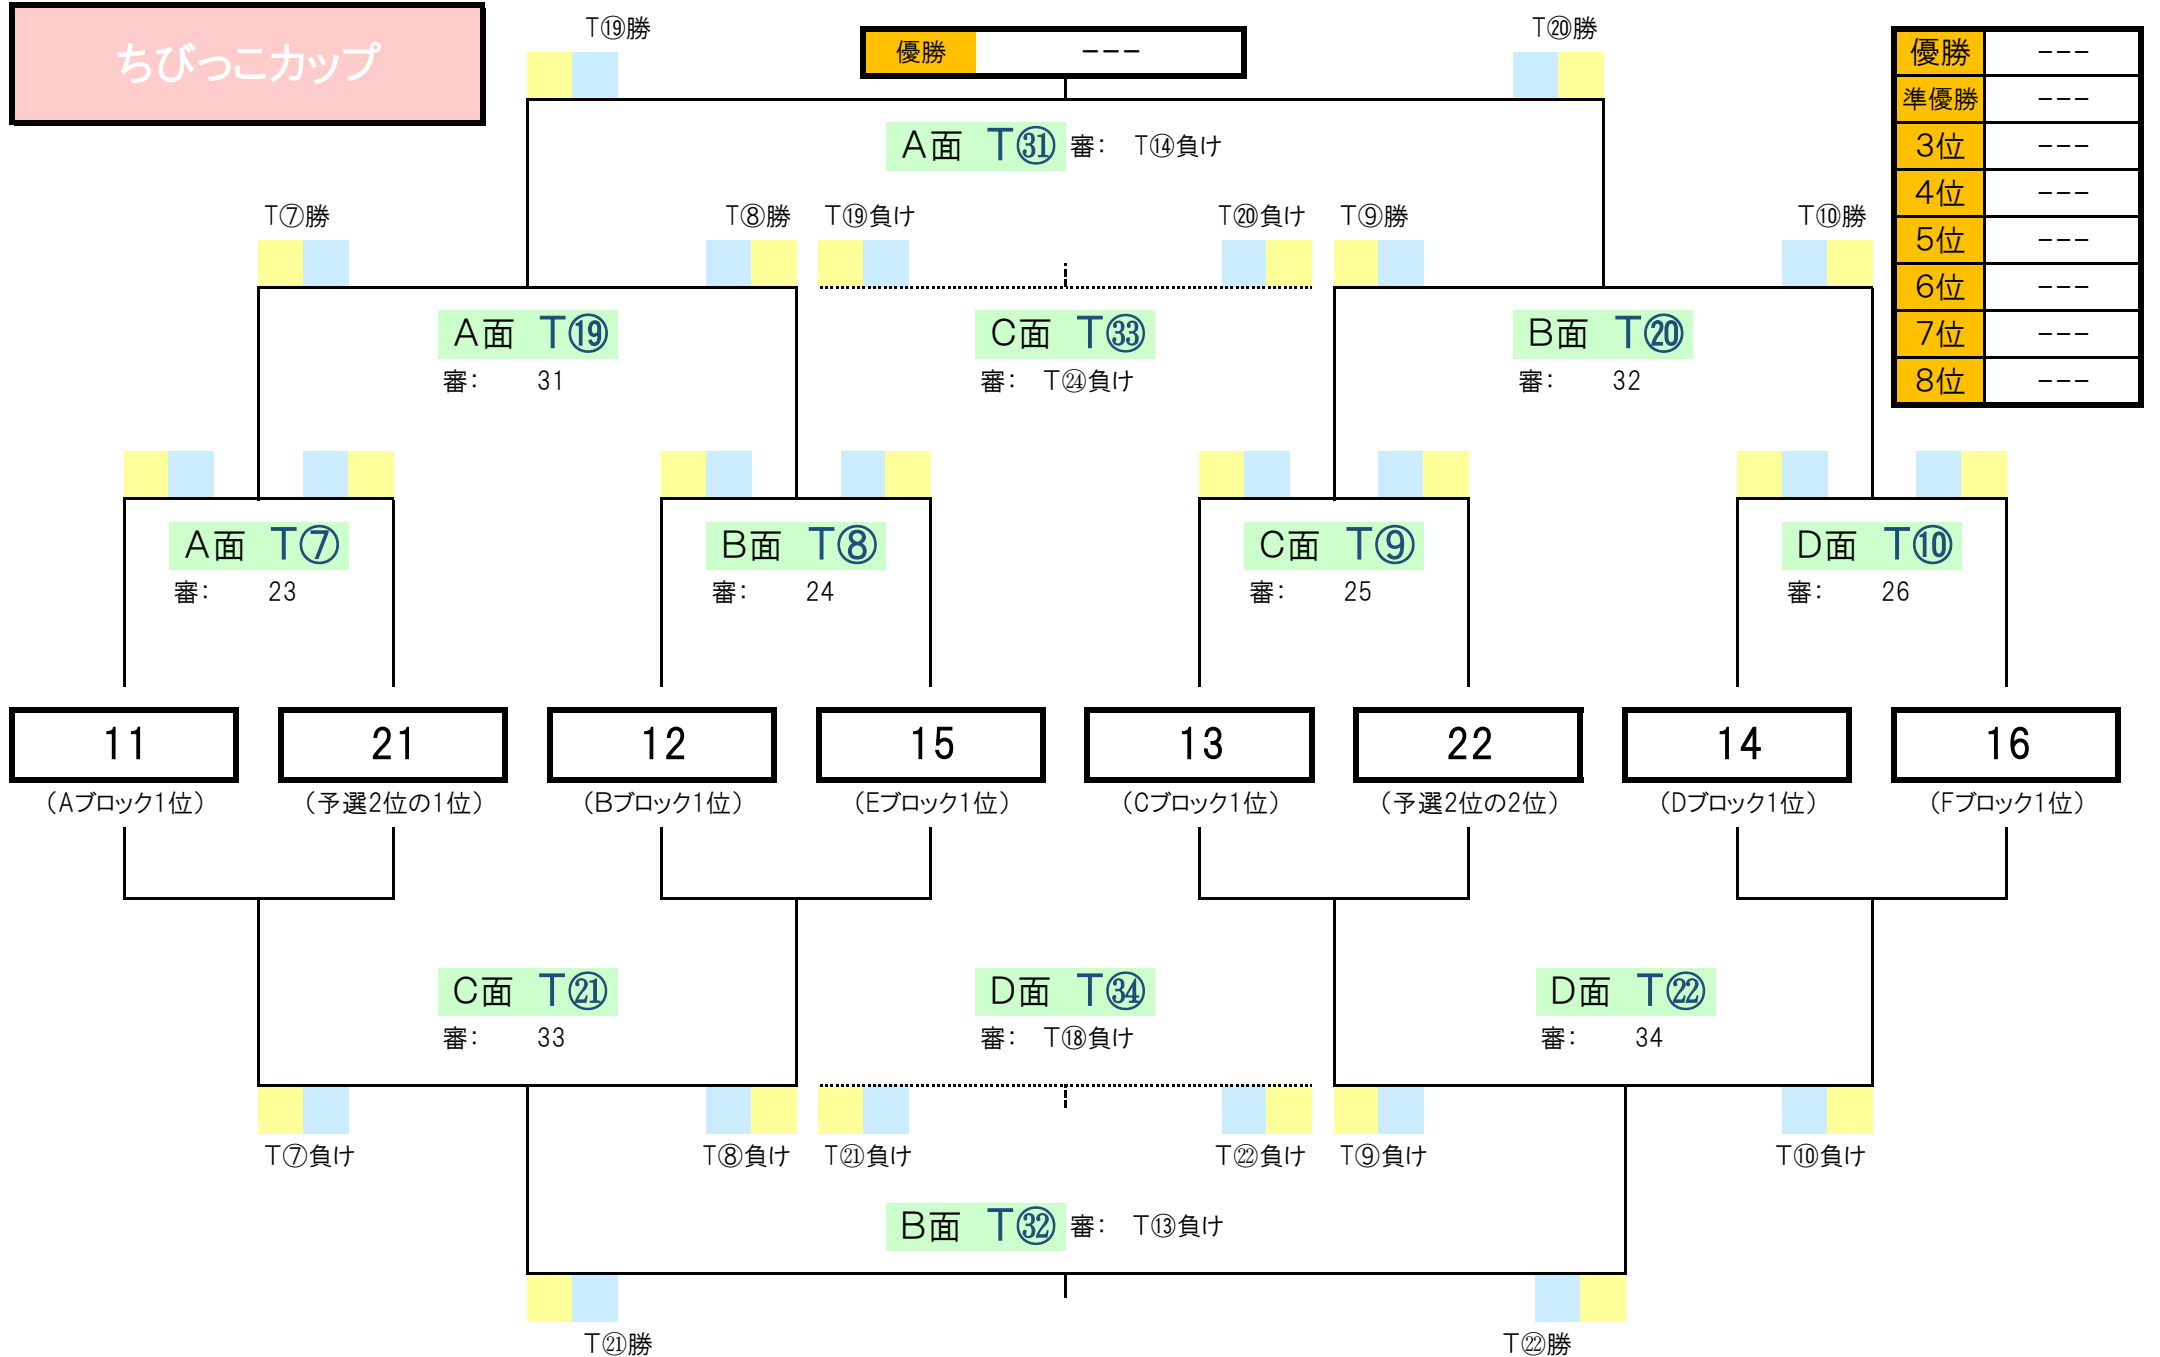 ちびっこカップ
T⑲勝
優勝 ---
T⑳勝
優勝 ---
準優勝 ---
3位 ---
4位 ---
5位 ---
6位 ---
7位 ---
8位 ---
A面 T㉛ 審: T⑭負け
T⑦勝 T⑧勝 T⑲負け T⑳負け T⑨勝 T⑩勝
A面 T⑲ C面 T㉝ B面 T⑳
審: 31 審: T㉔負け 審: 32
A面 T⑦ B面 T⑧ C面 T⑨ D面 T⑩
審: 23 審: 24 審: 25 審: 26
11 21 12 15 13 22 14 16
(Aブロック1位) (予選2位の1位) (Bブロック1位) (Eブロック1位) (Cブロック1位) (予選2位の2位) (Dブロック1位) (Fブロック1位)
C面 T㉑ D面 T㉞ D面 T㉒
審: 33 審: T⑱負け 審: 34
T⑦負け T⑧負け T㉑負け T㉒負け T⑨負け T⑩負け
B面 T㉜ 審: T⑬負け
T㉑勝 T㉒勝